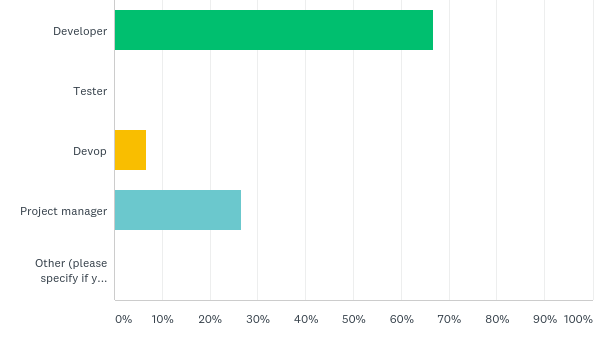 Developer
Tester
Devop
Project manager
Other (please
specify if y...
0% 10% 20% 30% 40% 50% 60% 70% 80% 90% 100%